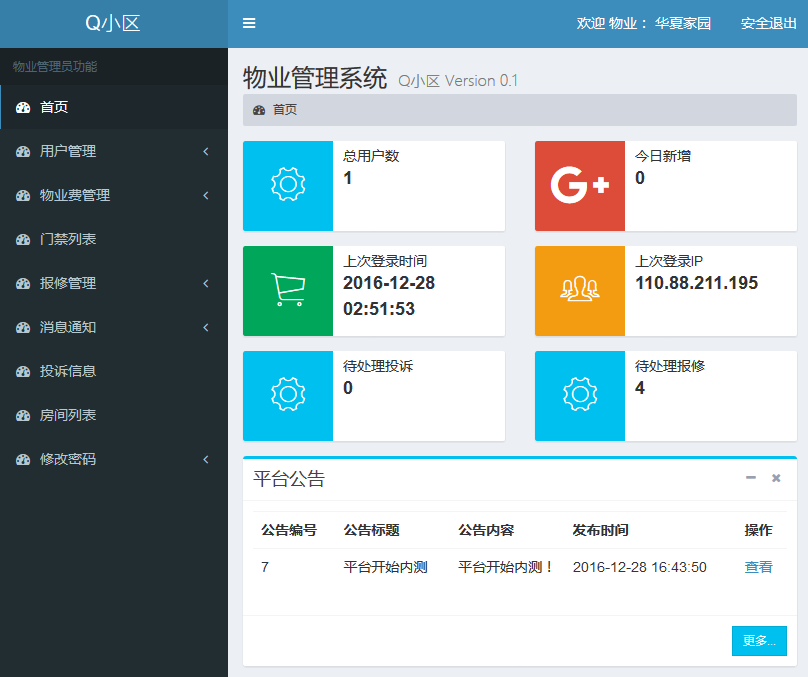 Q小区
欢迎 物业： 华夏家园 安全退出
物业管理员功能
首页
用户管理
物业费管理
门禁列表
报修管理
消息通知
投诉信息
房间列表
修改密码
物业管理系统 Q小区 Version 0.1
首页
总用户数
1
今日新增
0
上次登录时间
2016-12-28
02:51:53
上次登录IP
110.88.211.195
待处理投诉
0
待处理报修
4
平台公告
公告编号 公告标题 公告内容 发布时间 操作
7 平台开始内测 平台开始内测！ 2016-12-28 16:43:50 查看
更多...